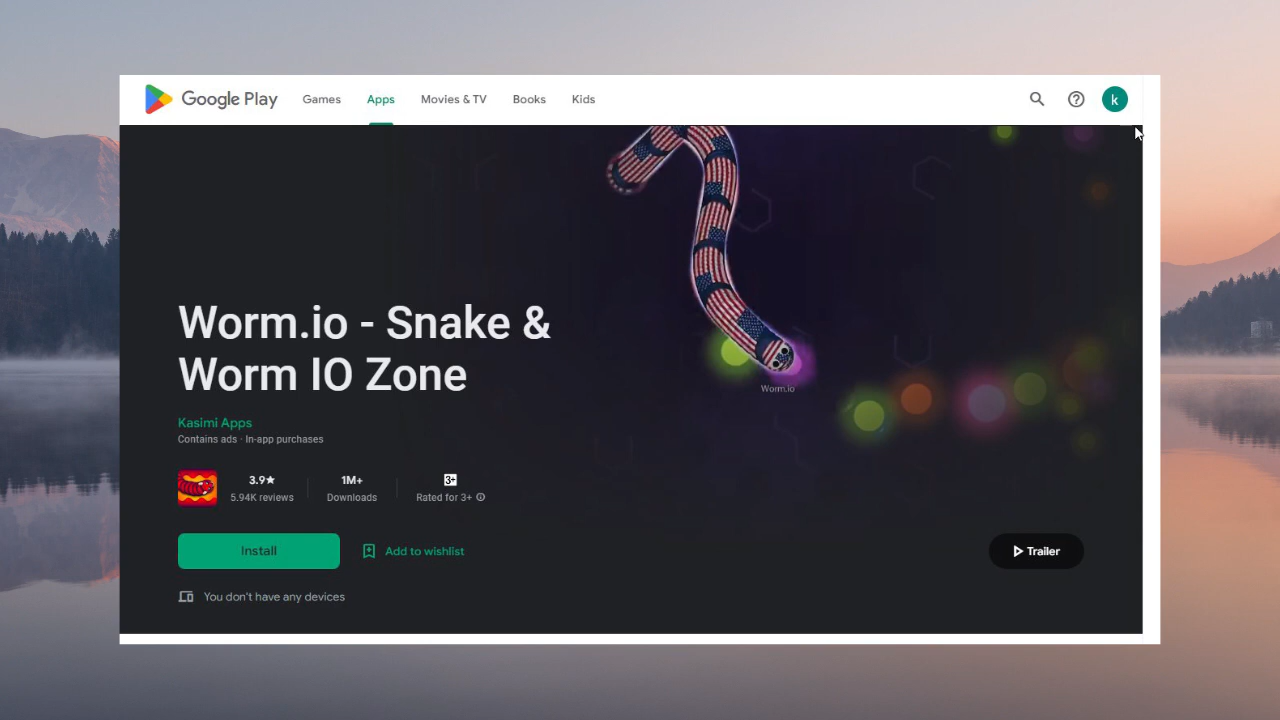 Google Play Games Apps Movies & TV Books Kids k
Worm.io
Worm.io - Snake &
Worm IO Zone
Kasimi Apps
Contains ads · In-app purchases
3.9★ 1M+ 3+
5.94K reviews Downloads Rated for 3+
Install Add to wishlist Trailer
You don't have any devices